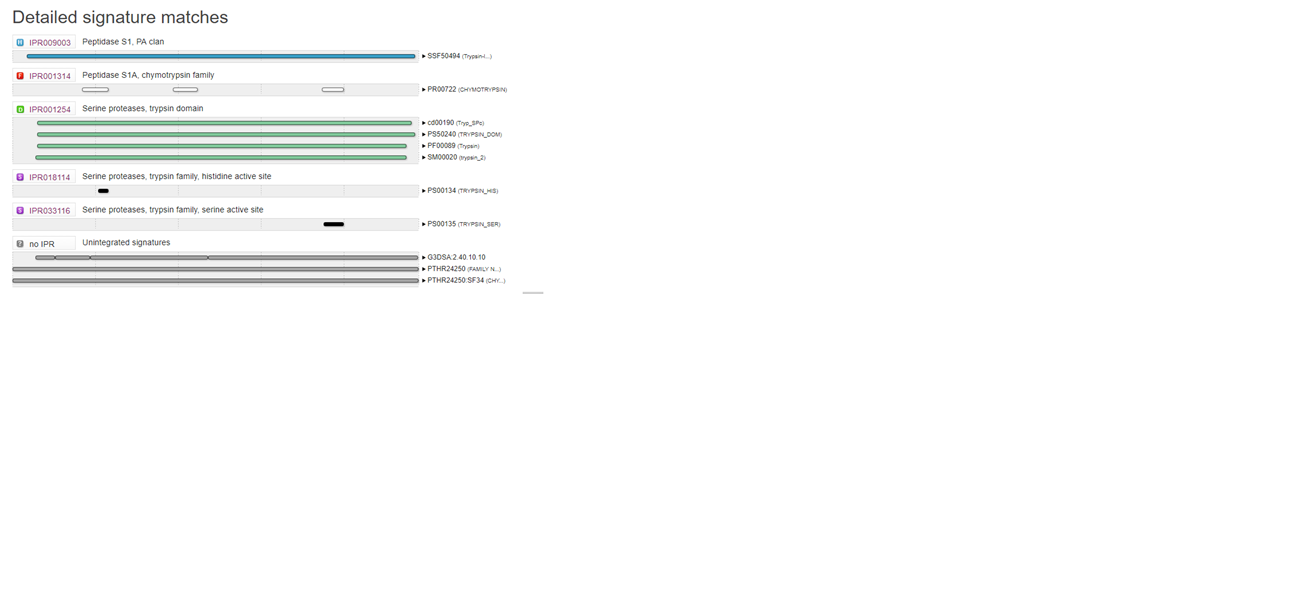 Detailed signature matches
H IPR009003 Peptidase S1, PA clan
SSF50494 (Trypsin-l...)
F IPR001314 Peptidase S1A, chymotrypsin family
PR00722 (CHYMOTRYPSIN)
D IPR001254 Serine proteases, trypsin domain
cd00190 (Tryp_SPc)
PS50240 (TRYPSIN_DOM)
PF00089 (Trypsin)
SM00020 (trypsin_2)
S IPR018114 Serine proteases, trypsin family, histidine active site
PS00134 (TRYPSIN_HIS)
S IPR033116 Serine proteases, trypsin family, serine active site
PS00135 (TRYPSIN_SER)
? no IPR Unintegrated signatures
G3DSA:2.40.10.10
PTHR24250 (FAMILY N...)
PTHR24250:SF34 (CHY...)